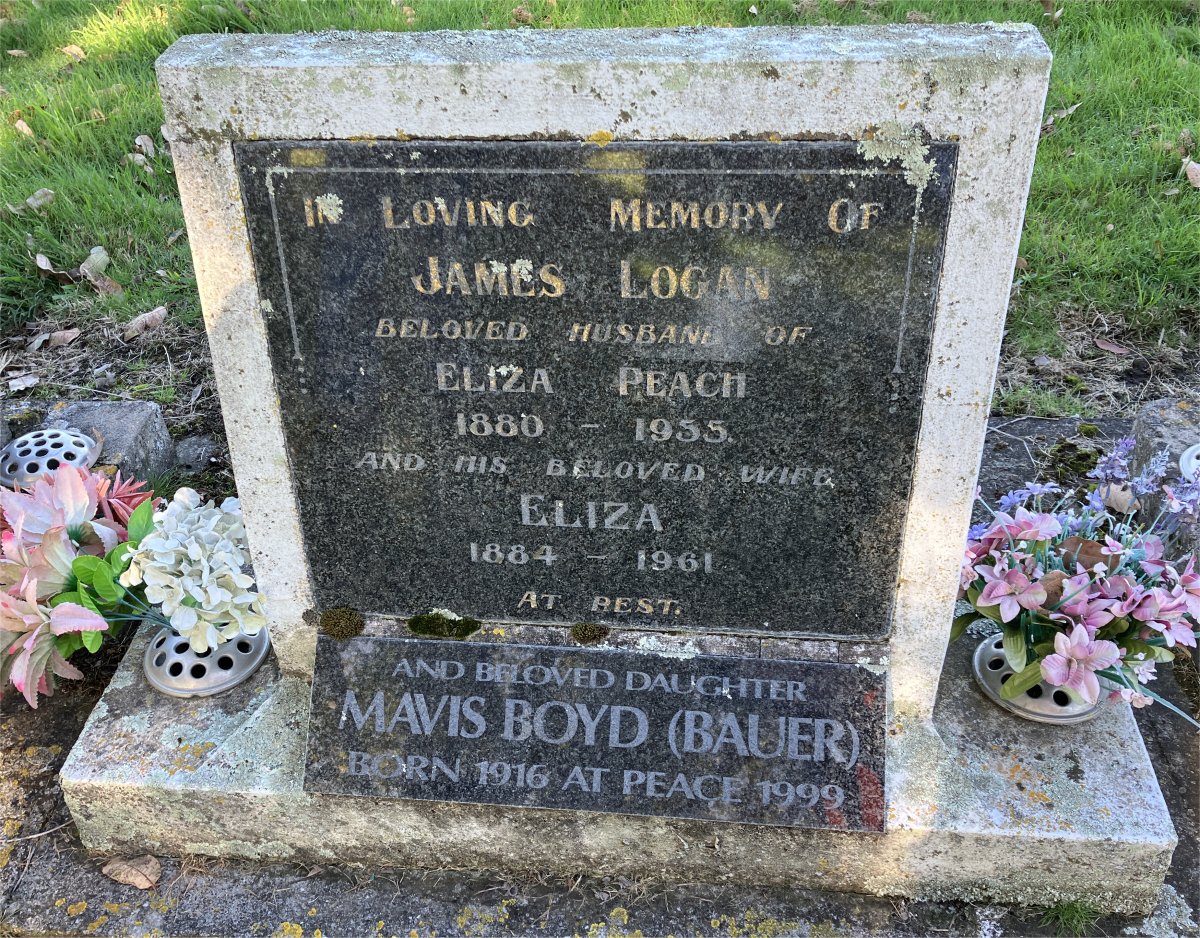 IN LOVING MEMORY OF
JAMES LOGAN
BELOVED HUSBAND OF
ELIZA PEACH
1880 - 1955.
AND HIS BELOVED WIFE,
ELIZA
1884 - 1961
AT REST.
AND BELOVED DAUGHTER
MAVIS BOYD (BAUER)
BORN 1916 AT PEACE 1999